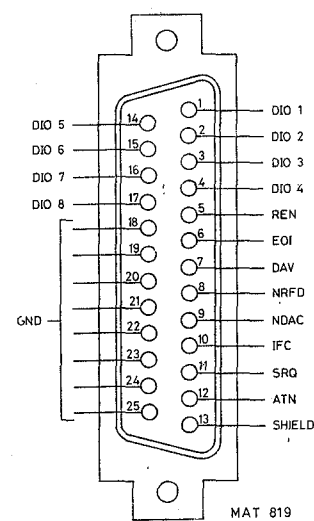 1 DIO 1
DIO 5 14
2 DIO 2
DIO 6 15
3 DIO 3
DIO 7 16
4 DIO 4
DIO 8 17
5 REN
18
6 EOI
19
7 DAV
20
8 NRFD
21
GND
9 NDAC
22
10 IFC
23
11 SRQ
24
12 ATN
25
13 SHIELD
MAT 819